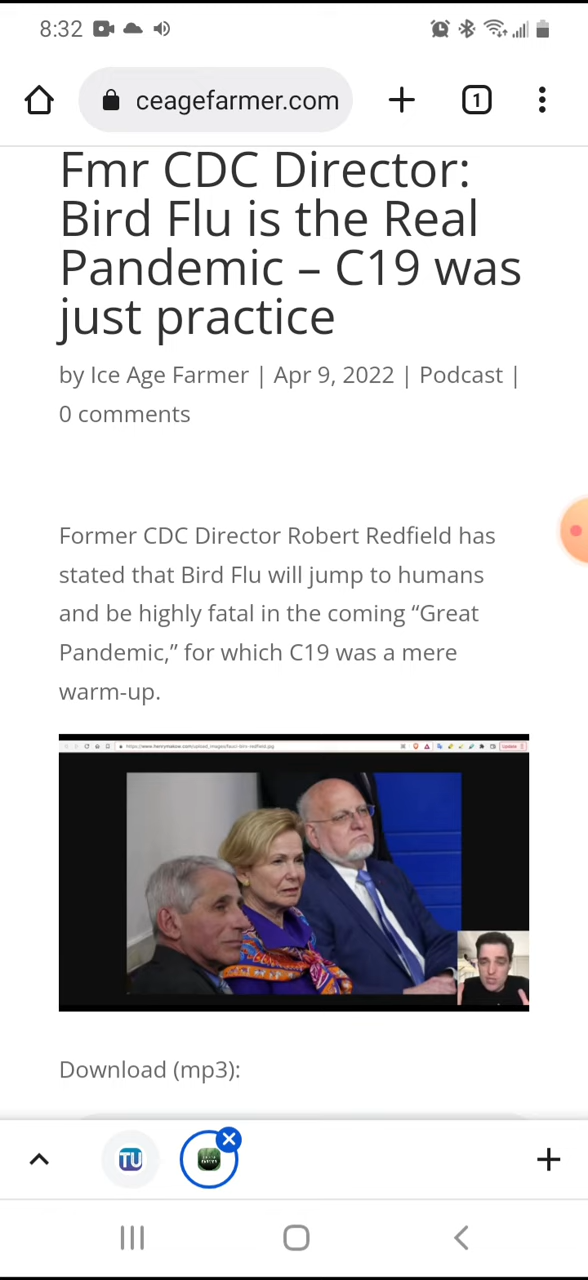 8:32
ceagefarmer.com
1
Fmr CDC Director:
Bird Flu is the Real
Pandemic – C19 was
just practice
by Ice Age Farmer | Apr 9, 2022 | Podcast |
0 comments
Former CDC Director Robert Redfield has
stated that Bird Flu will jump to humans
and be highly fatal in the coming “Great
Pandemic,” for which C19 was a mere
warm-up.
Download (mp3):
TU